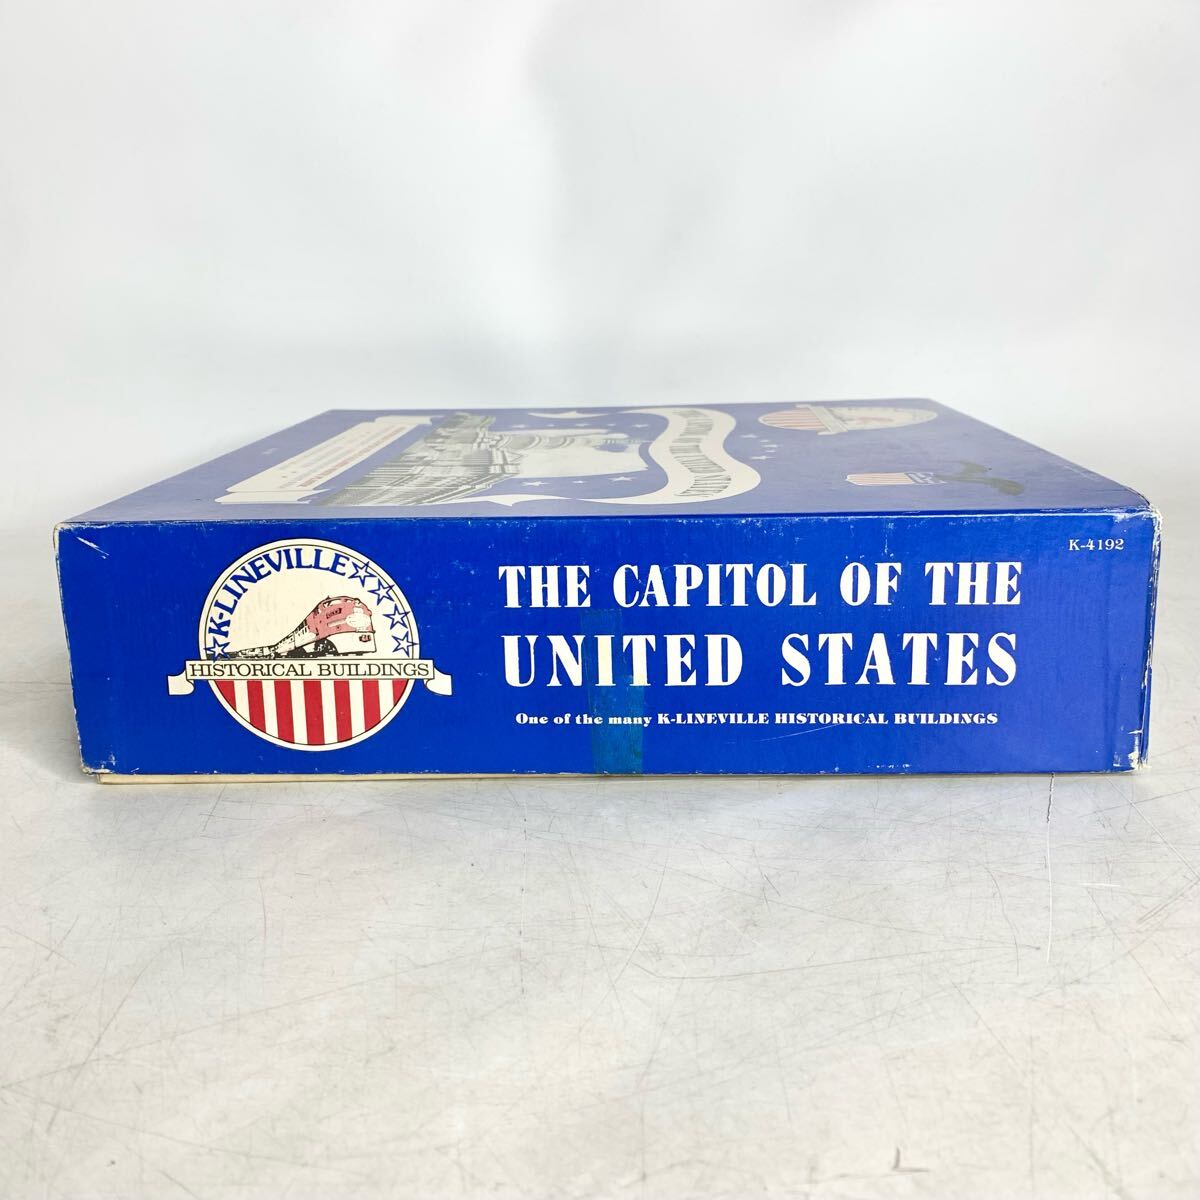 K-4192
K-LINEVILLE
HISTORICAL BUILDINGS
THE CAPITOL OF THE
UNITED STATES
One of the many K-LINEVILLE HISTORICAL BUILDINGS